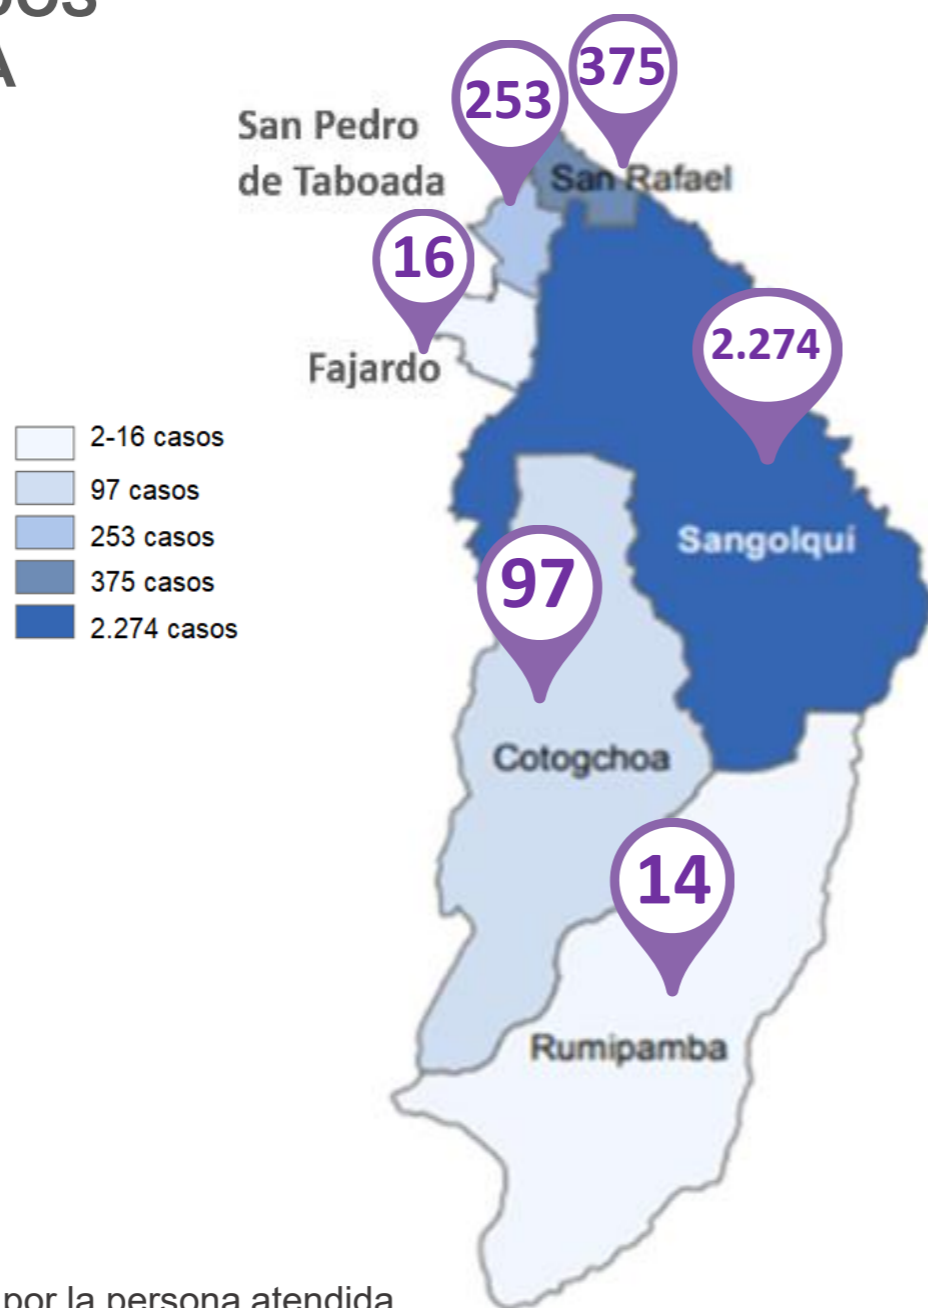 253
375
San Pedro
de Taboada
San Rafael
16
2.274
Fajardo
2-16 casos
97 casos
253 casos
375 casos
2.274 casos
Sangolquí
97
Cotogchoa
14
Rumipamba
por la persona atendida